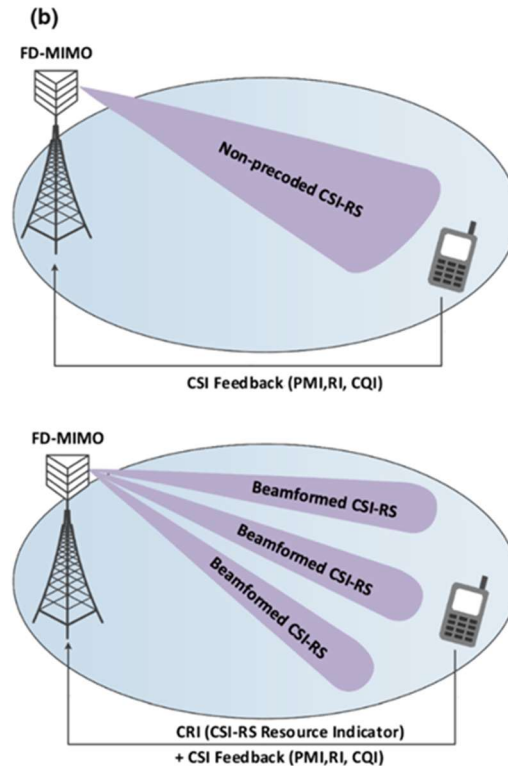 (b)
FD-MIMO
Non-precoded CSI-RS
CSI Feedback (PMI,RI, CQI)
FD-MIMO
Beamformed CSI-RS
Beamformed CSI-RS
Beamformed CSI-RS
CRI (CSI-RS Resource Indicator)
+ CSI Feedback (PMI,RI, CQI)